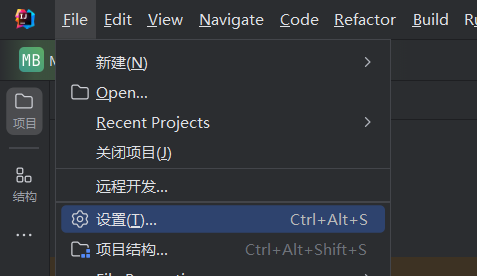 File Edit View Navigate Code Refactor Build
MB
项目
结构
新建(N)
Open...
Recent Projects
关闭项目(J)
远程开发...
设置(T)... Ctrl+Alt+S
项目结构... Ctrl+Alt+Shift+S